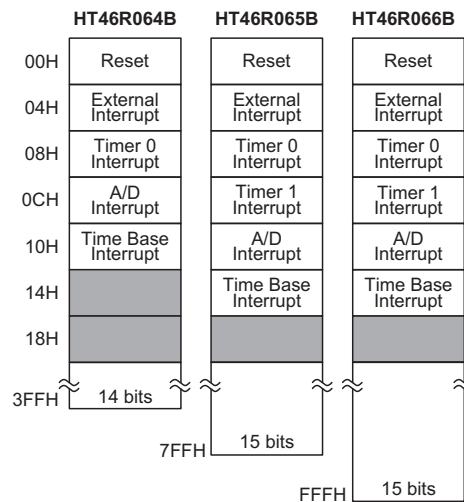 HT46R064B HT46R065B HT46R066B
00H Reset Reset Reset
04H External Interrupt External Interrupt External Interrupt
08H Timer 0 Interrupt Timer 0 Interrupt Timer 0 Interrupt
0CH A/D Interrupt Timer 1 Interrupt Timer 1 Interrupt
10H Time Base Interrupt A/D Interrupt A/D Interrupt
14H Time Base Interrupt Time Base Interrupt
18H
3FFH 14 bits
7FFH 15 bits
FFFH 15 bits